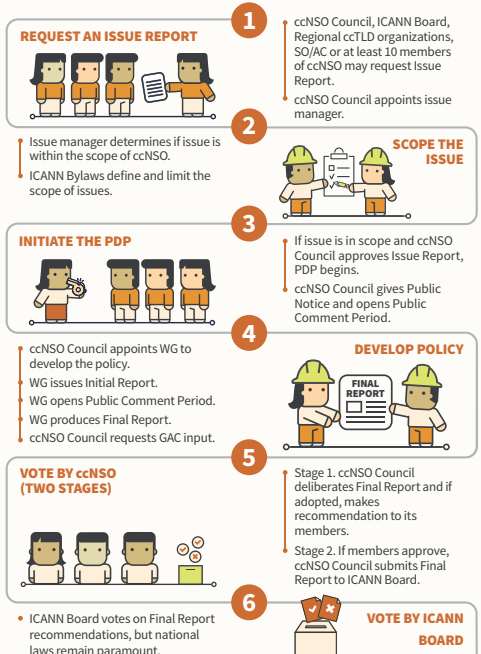 1
REQUEST AN ISSUE REPORT
ccNSO Council, ICANN Board,
Regional ccTLD organizations,
SO/AC or at least 10 members
of ccNSO may request Issue
Report.
ccNSO Council appoints issue
manager.
2
SCOPE THE
ISSUE
Issue manager determines if issue is
within the scope of ccNSO.
ICANN Bylaws define and limit the
scope of issues.
3
INITIATE THE PDP
If issue is in scope and ccNSO
Council approves Issue Report,
PDP begins.
ccNSO Council gives Public
Notice and opens Public
Comment Period.
4
DEVELOP POLICY
FINAL
REPORT
ccNSO Council appoints WG to
develop the policy.
WG issues Initial Report.
WG opens Public Comment Period.
WG produces Final Report.
ccNSO Council requests GAC input.
5
VOTE BY ccNSO
(TWO STAGES)
Stage 1. ccNSO Council
deliberates Final Report and if
adopted, makes
recommendation to its
members.
Stage 2. If members approve,
ccNSO Council submits Final
Report to ICANN Board.
6
VOTE BY ICANN
BOARD
ICANN Board votes on Final Report
recommendations, but national
laws remain paramount.